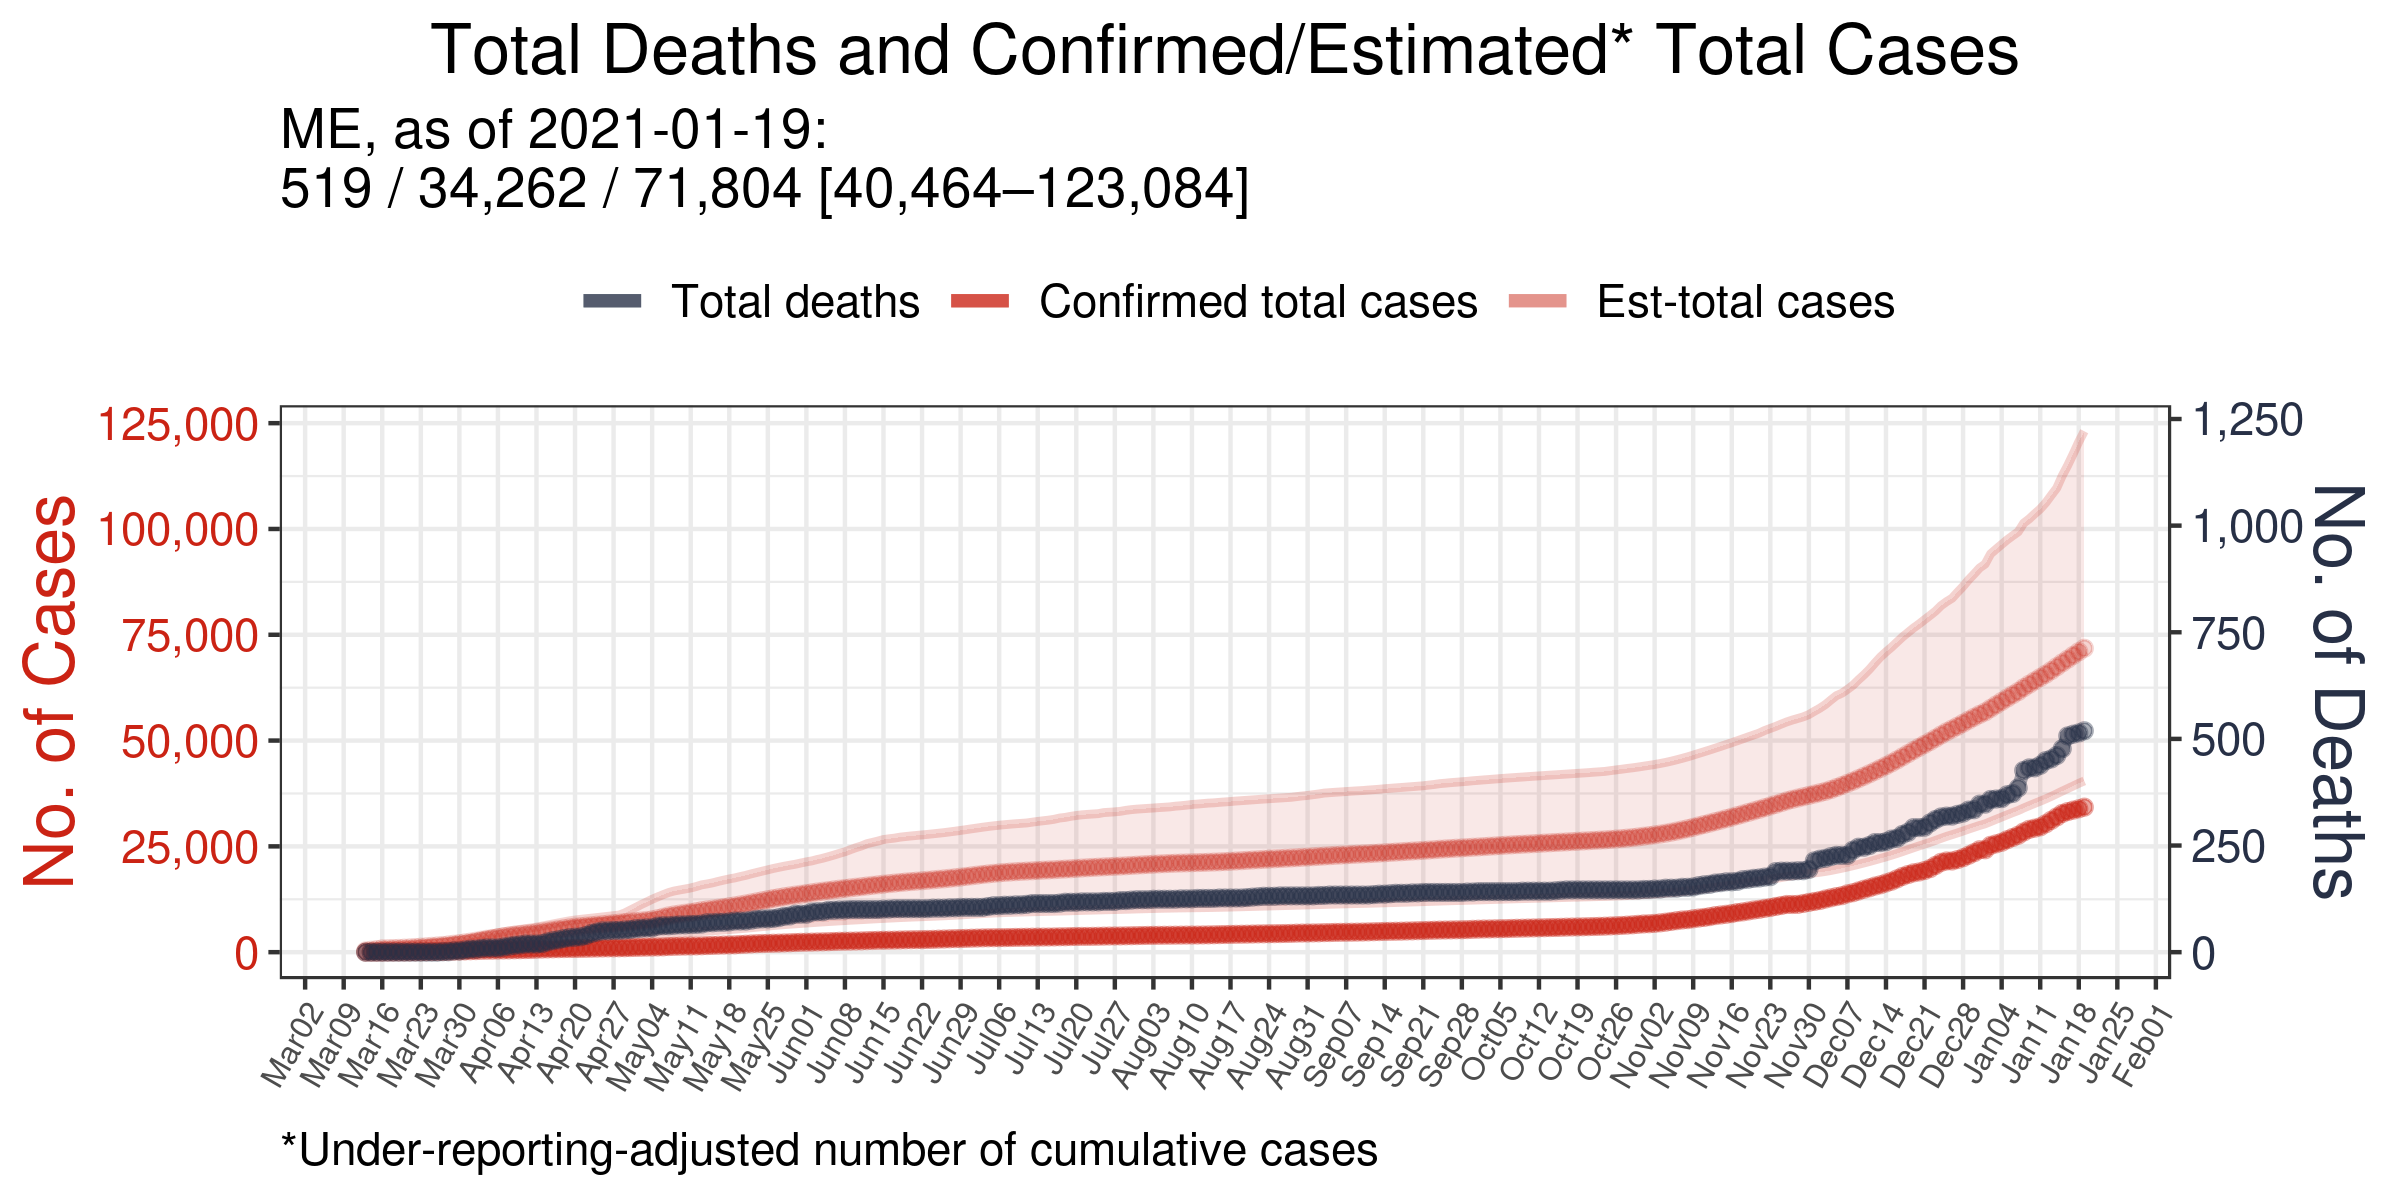 Total Deaths and Confirmed/Estimated* Total Cases
ME, as of 2021-01-19:
519 / 34,262 / 71,804 [40,464–123,084]
Total deaths
Confirmed total cases
Est-total cases
No. of Cases
125,000
100,000
75,000
50,000
25,000
0
1,250
1,000
750
500
250
0
No. of Deaths
Mar02
Mar09
Mar16
Mar23
Mar30
Apr06
Apr13
Apr20
Apr27
May04
May11
May18
May25
Jun01
Jun08
Jun15
Jun22
Jun29
Jul06
Jul13
Jul20
Jul27
Aug03
Aug10
Aug17
Aug24
Aug31
Sep07
Sep14
Sep21
Sep28
Oct05
Oct12
Oct19
Oct26
Nov02
Nov09
Nov16
Nov23
Nov30
Dec07
Dec14
Dec21
Dec28
Jan04
Jan11
Jan18
Jan25
Feb01
*Under-reporting-adjusted number of cumulative cases